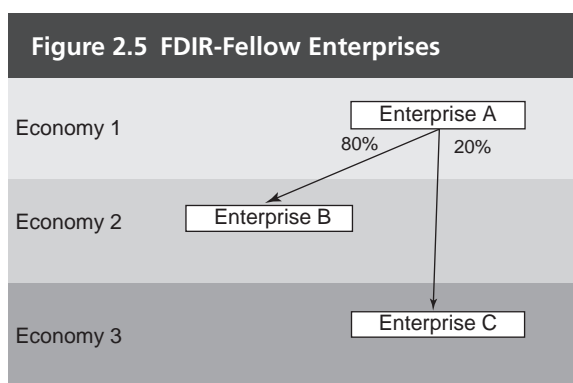 Figure 2.5 FDIR-Fellow Enterprises
Economy 1
Enterprise A
80%
20%
Economy 2
Enterprise B
Economy 3
Enterprise C